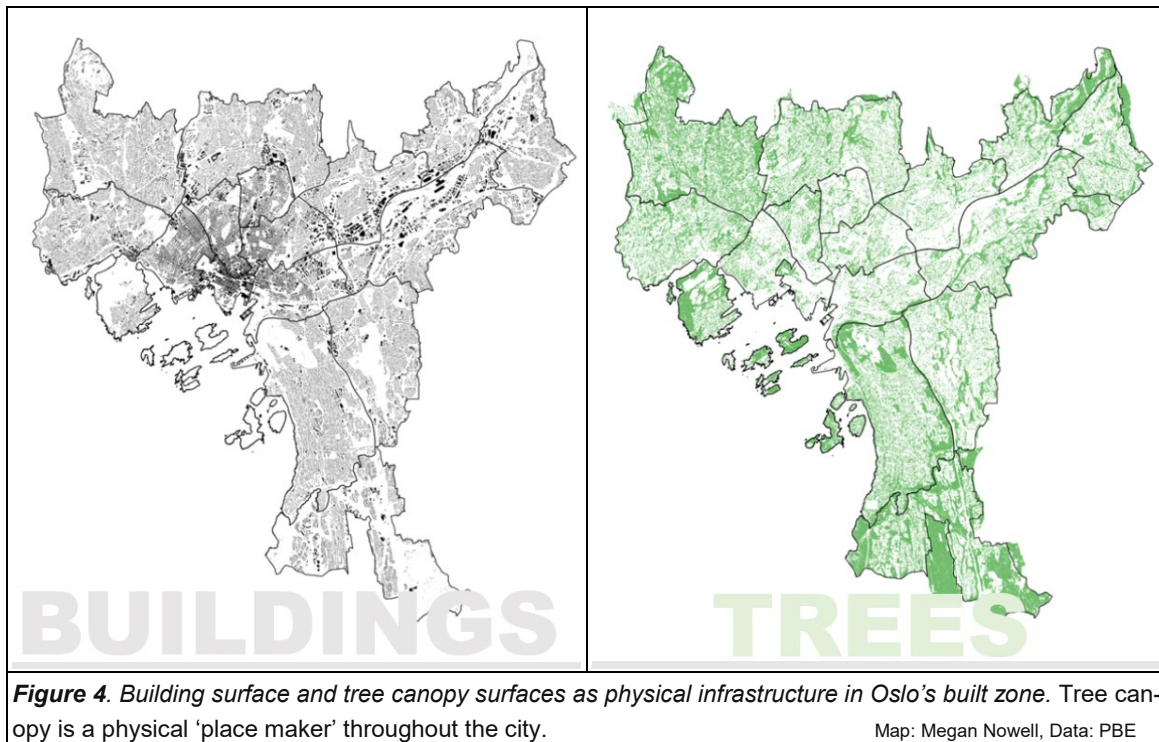 BUILDINGS
TREES
Figure 4. Building surface and tree canopy surfaces as physical infrastructure in Oslo's built zone. Tree can-
opy is a physical ‘place maker’ throughout the city. Map: Megan Nowell, Data: PBE